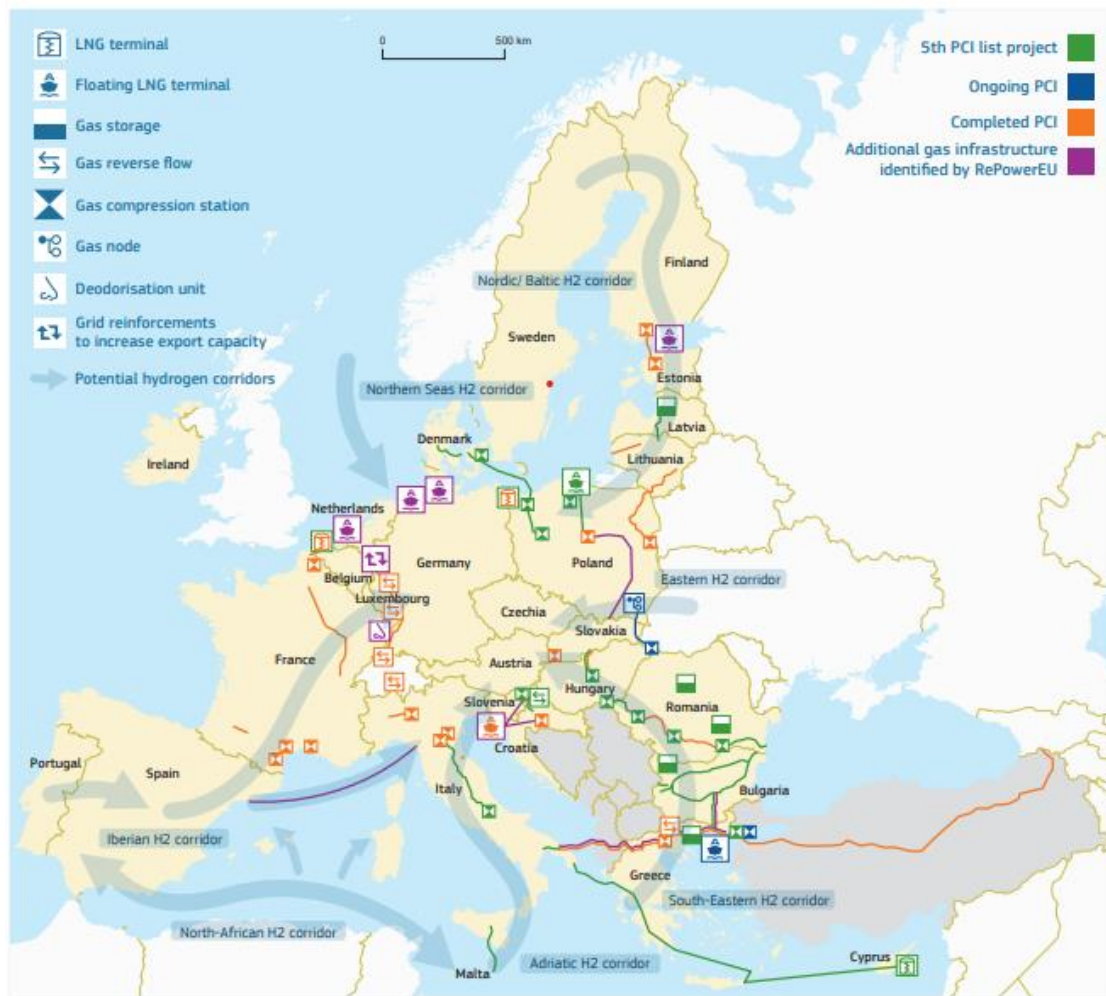 LNG terminal
Floating LNG terminal
Gas storage
Gas reverse flow
Gas compression station
Gas node
Deodorisation unit
Grid reinforcements
to increase export capacity
Potential hydrogen corridors
0
500 km
5th PCI list project
Ongoing PCI
Completed PCI
Additional gas infrastructure
identified by RePowerEU
Finland
Nordic/ Baltic H2 corridor
Sweden
Estonia
Northern Seas H2 corridor
Latvia
Denmark
Lithuania
Ireland
Netherlands
Germany
Poland
Belgium
Eastern H2 corridor
Luxembourg
Czechia
Slovakia
France
Austria
Hungary
Slovenia
Romania
Croatia
Portugal
Spain
Italy
Bulgaria
Iberian H2 corridor
Greece
South-Eastern H2 corridor
North-African H2 corridor
Adriatic H2 corridor
Cyprus
Malta